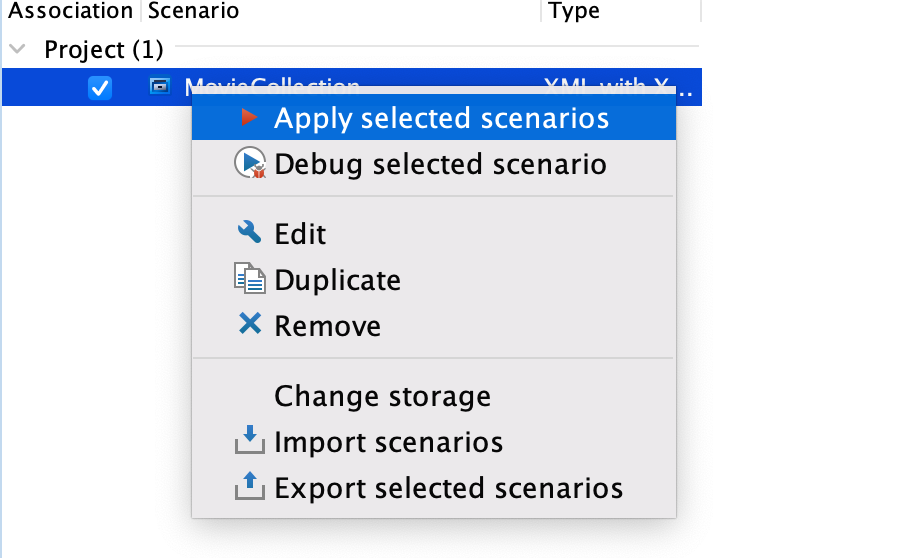 Association Scenario Type
Project (1)
MovieCollection XML with X...
Apply selected scenarios
Debug selected scenario
Edit
Duplicate
Remove
Change storage
Import scenarios
Export selected scenarios